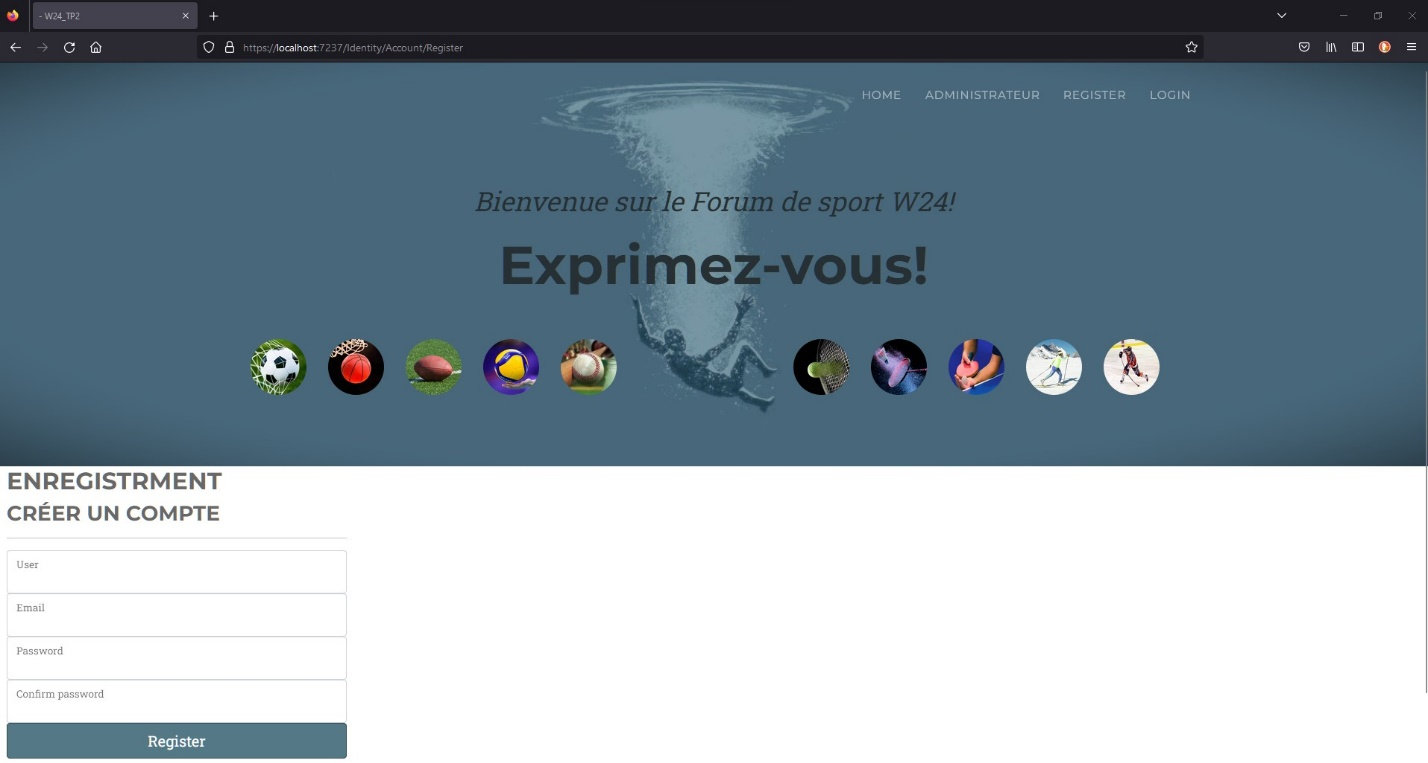 - W24_TP2
https://localhost:7237/Identity/Account/Register
HOME ADMINISTRATEUR REGISTER LOGIN
Bienvenue sur le Forum de sport W24!
Exprimez-vous!
ENREGISTRMENT
CRÉER UN COMPTE
User
Email
Password
Confirm password
Register